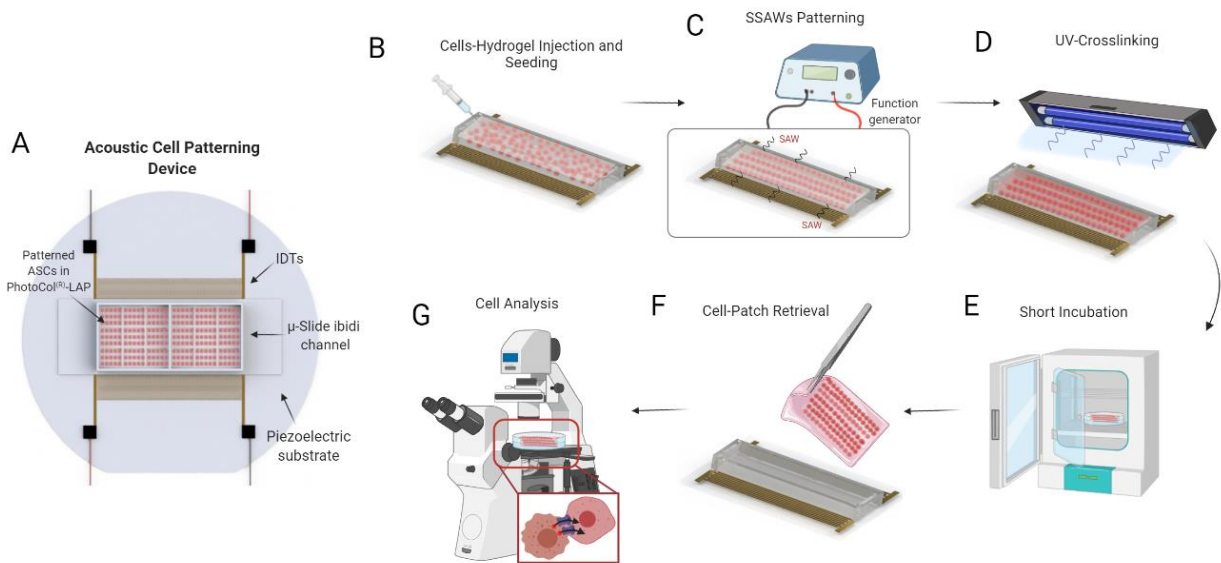 A
Acoustic Cell Patterning
Device
Patterned
ASCs in
PhotoCol(R)-LAP
IDTs
µ-Slide ibidi
channel
Piezoelectric
substrate
B
Cells-Hydrogel Injection and
Seeding
C
SSAWs Patterning
Function
generator
SAW
SAW
D
UV-Crosslinking
E
Short Incubation
F
Cell-Patch Retrieval
G
Cell Analysis